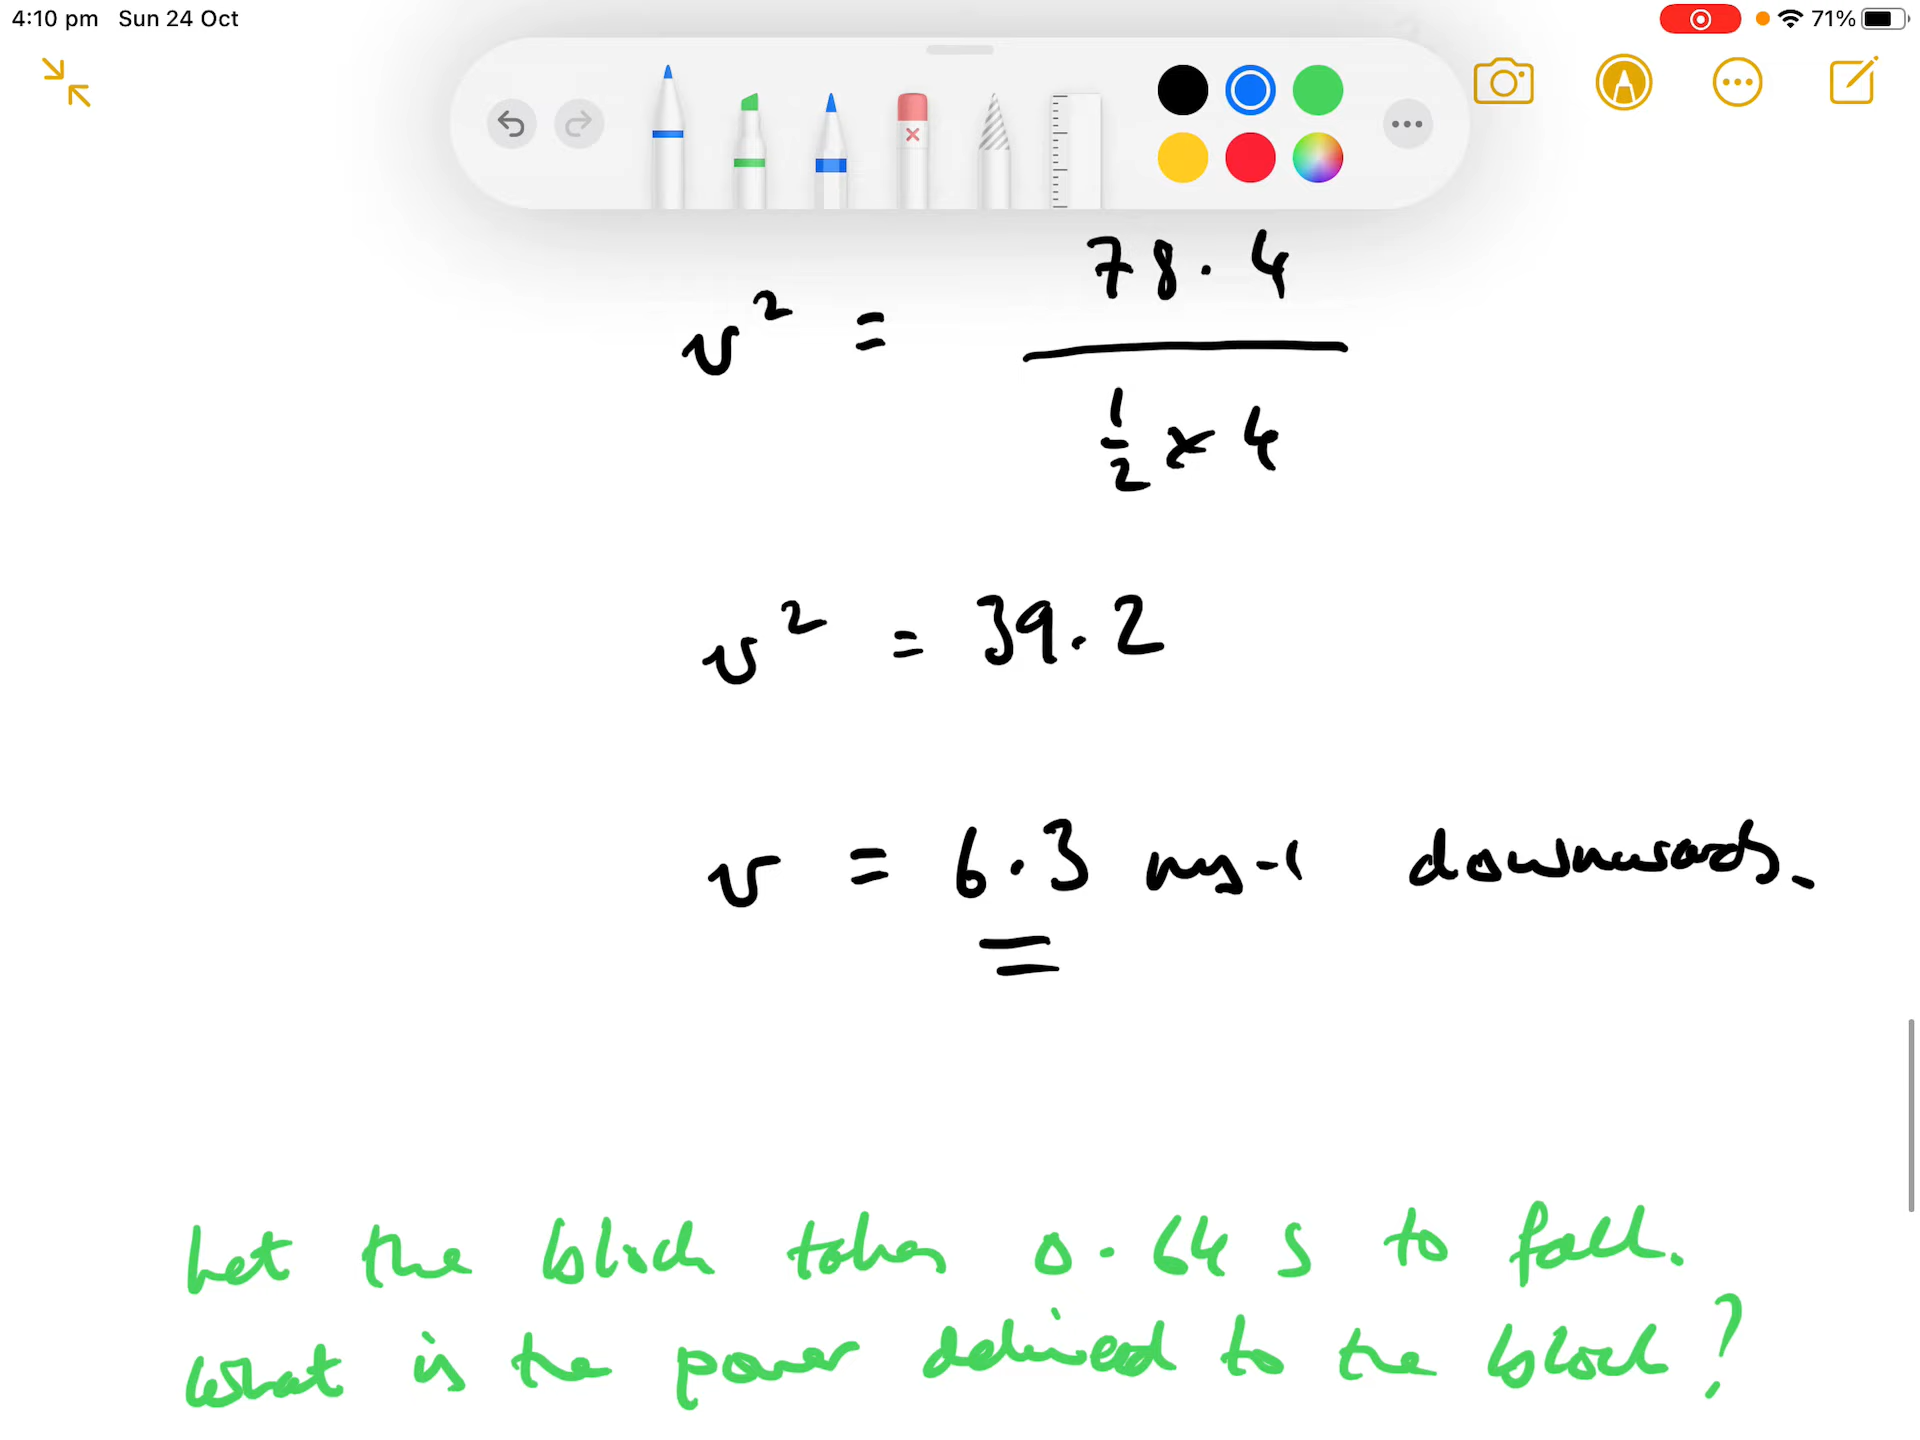 4:10 pm Sun 24 Oct
71%
v² = 78.4 / ½ × 4
v² = 39.2
v = 6.3 ms-1 downwards.
Let the block takes 0.64 s to fall.
What is the power delivered to the block?